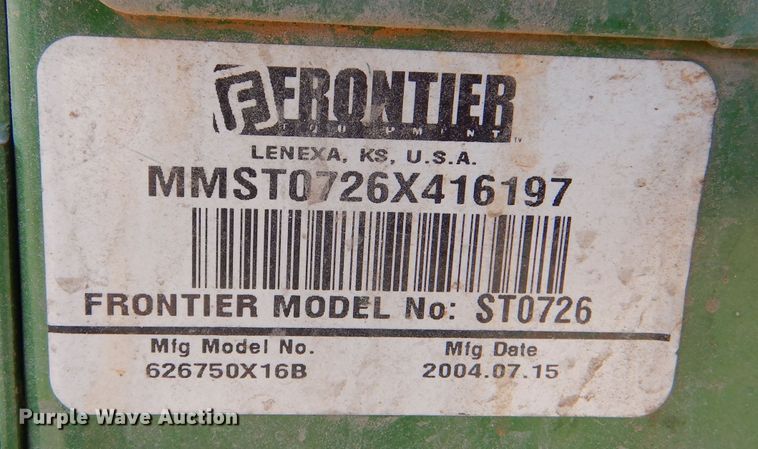 FRONTIER
EQUIPMENT TM
LENEXA, KS, U.S.A.
MMST0726X416197
FRONTIER MODEL No: ST0726
Mfg Model No. Mfg Date
626750X16B 2004.07.15
Purple Wave Auction